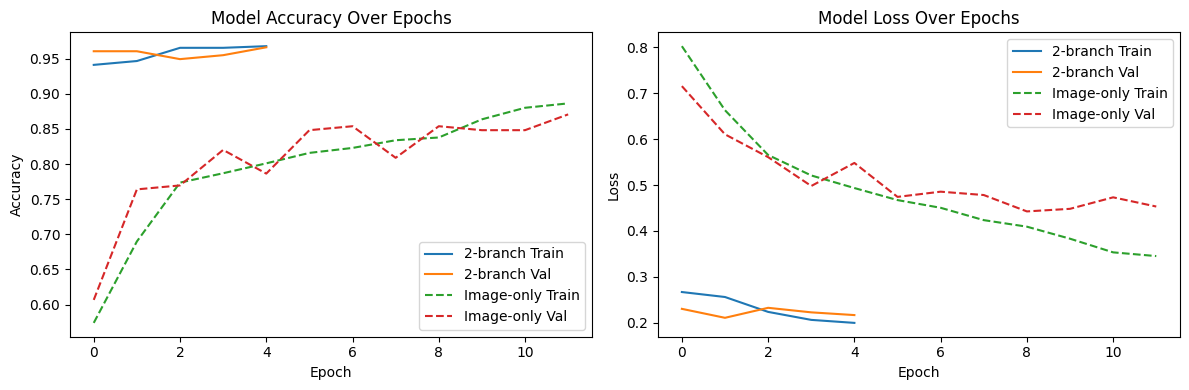 Model Accuracy Over Epochs
Accuracy
0.95
0.90
0.85
0.80
0.75
0.70
0.65
0.60
2-branch Train
2-branch Val
Image-only Train
Image-only Val
0 2 4 6 8 10
Epoch
Model Loss Over Epochs
Loss
0.8
0.7
0.6
0.5
0.4
0.3
0.2
2-branch Train
2-branch Val
Image-only Train
Image-only Val
0 2 4 6 8 10
Epoch